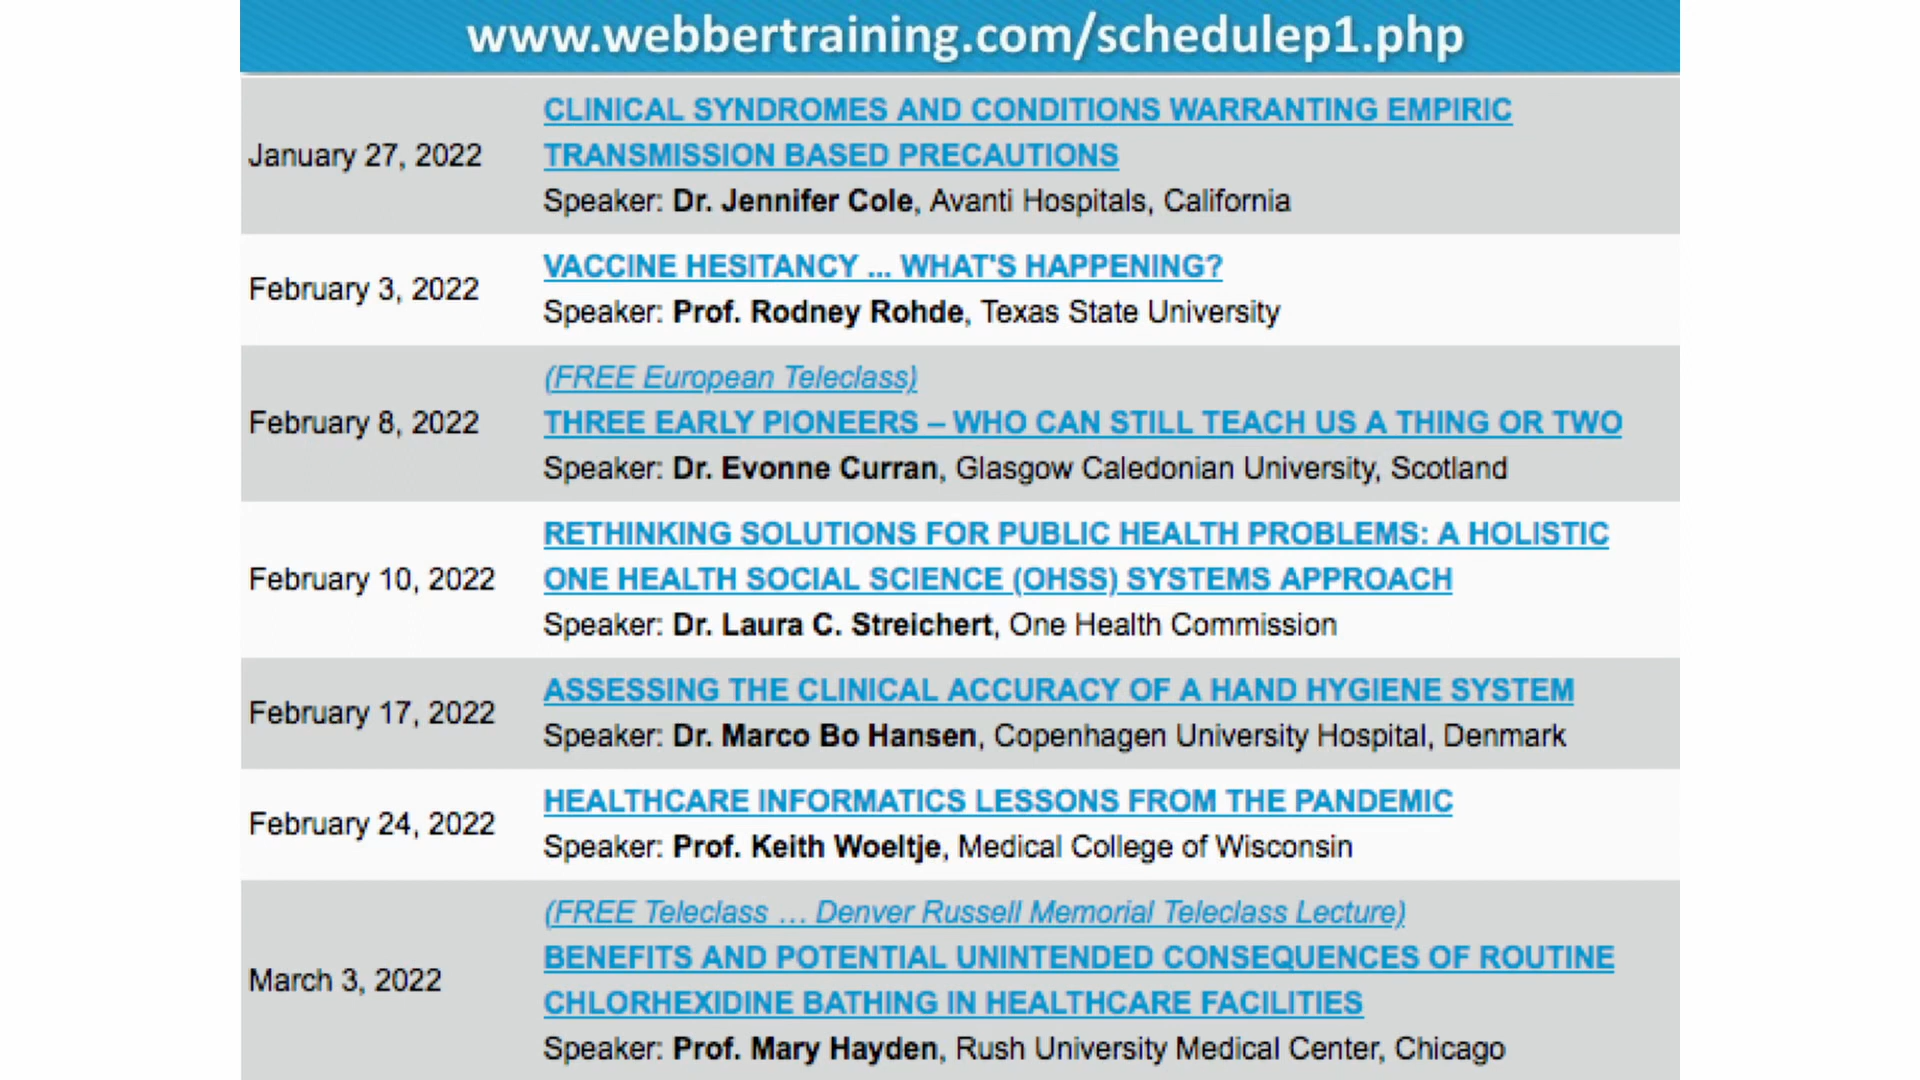 www.webbertraining.com/schedulep1.php
January 27, 2022
CLINICAL SYNDROMES AND CONDITIONS WARRANTING EMPIRIC
TRANSMISSION BASED PRECAUTIONS
Speaker: Dr. Jennifer Cole, Avanti Hospitals, California
February 3, 2022
VACCINE HESITANCY ... WHAT'S HAPPENING?
Speaker: Prof. Rodney Rohde, Texas State University
February 8, 2022
(FREE European Teleclass)
THREE EARLY PIONEERS – WHO CAN STILL TEACH US A THING OR TWO
Speaker: Dr. Evonne Curran, Glasgow Caledonian University, Scotland
February 10, 2022
RETHINKING SOLUTIONS FOR PUBLIC HEALTH PROBLEMS: A HOLISTIC
ONE HEALTH SOCIAL SCIENCE (OHSS) SYSTEMS APPROACH
Speaker: Dr. Laura C. Streichert, One Health Commission
February 17, 2022
ASSESSING THE CLINICAL ACCURACY OF A HAND HYGIENE SYSTEM
Speaker: Dr. Marco Bo Hansen, Copenhagen University Hospital, Denmark
February 24, 2022
HEALTHCARE INFORMATICS LESSONS FROM THE PANDEMIC
Speaker: Prof. Keith Woeltje, Medical College of Wisconsin
March 3, 2022
(FREE Teleclass ... Denver Russell Memorial Teleclass Lecture)
BENEFITS AND POTENTIAL UNINTENDED CONSEQUENCES OF ROUTINE
CHLORHEXIDINE BATHING IN HEALTHCARE FACILITIES
Speaker: Prof. Mary Hayden, Rush University Medical Center, Chicago